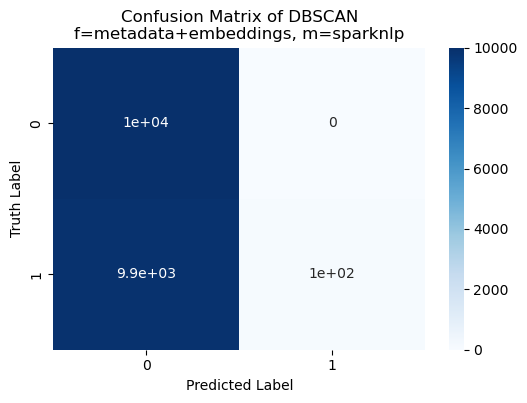 Confusion Matrix of DBSCAN
f=metadata+embeddings, m=sparknlp
10000
8000
6000
4000
2000
0
Truth Label
0
1
1e+04
0
9.9e+03
1e+02
0
1
Predicted Label